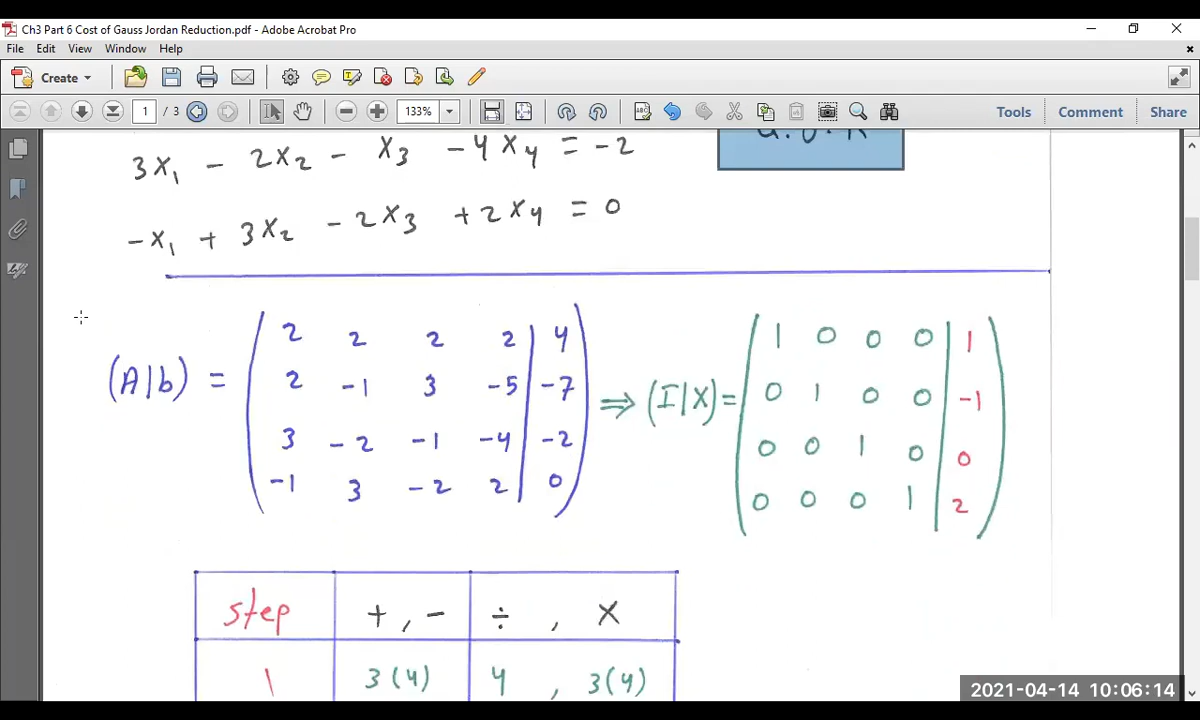 Ch3 Part 6 Cost of Gauss Jordan Reduction.pdf - Adobe Acrobat Pro
File Edit View Window Help
Create
1 / 3 133% Tools Comment Share
3x₁ - 2x₂ - x₃ - 4x₄ = -2
-x₁ + 3x₂ - 2x₃ + 2x₄ = 0
(A|b) = ⇒ (I|X) =
2 2 2 2 | 4 1 0 0 0 | 1
2 -1 3 -5 | -7 0 1 0 0 | -1
3 -2 -1 -4 | -2 0 0 1 0 | 0
-1 3 -2 2 | 0 0 0 0 1 | 2
step +, - ÷ , X
1 3(4) 4 , 3(4)
2021-04-14 10:06:14